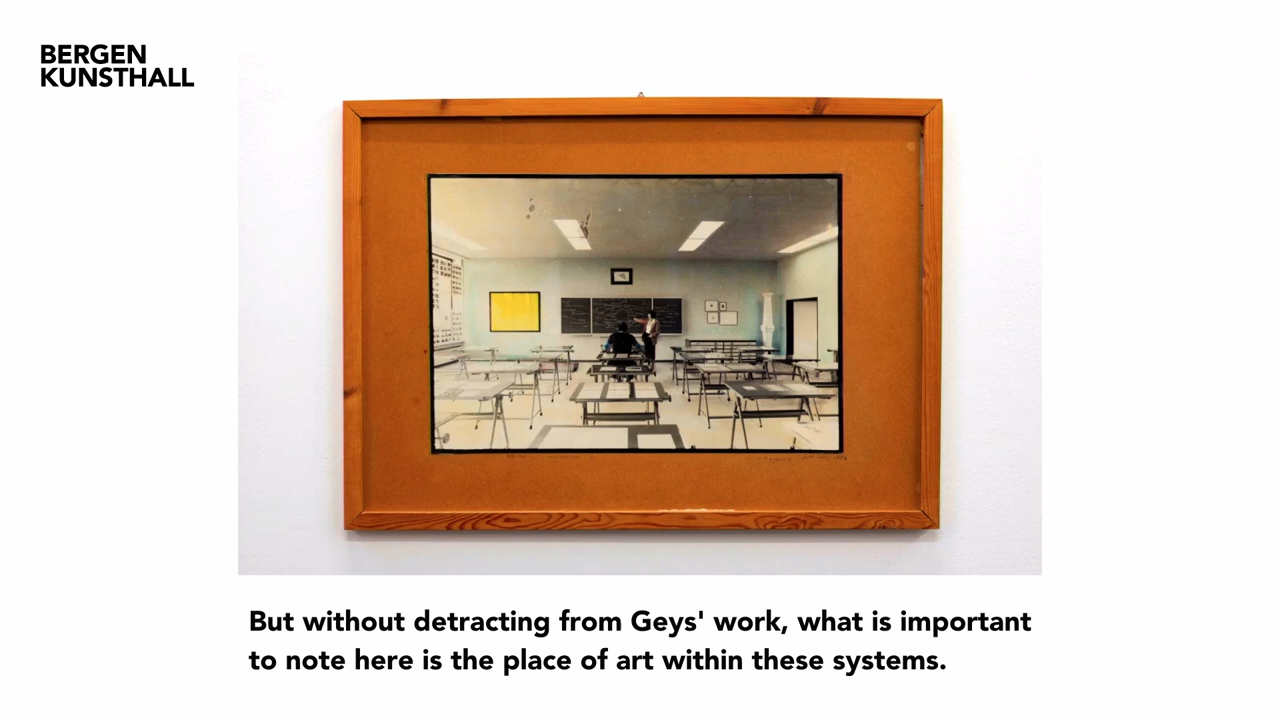 BERGEN
KUNSTHALL
But without detracting from Geys' work, what is important
to note here is the place of art within these systems.